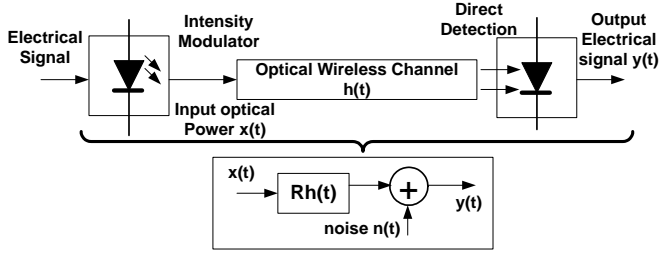 Electrical
Signal
Intensity
Modulator
Input optical
Power x(t)
Optical Wireless Channel
h(t)
Direct
Detection
Output
Electrical
signal y(t)
x(t)
Rh(t)
+
y(t)
noise n(t)